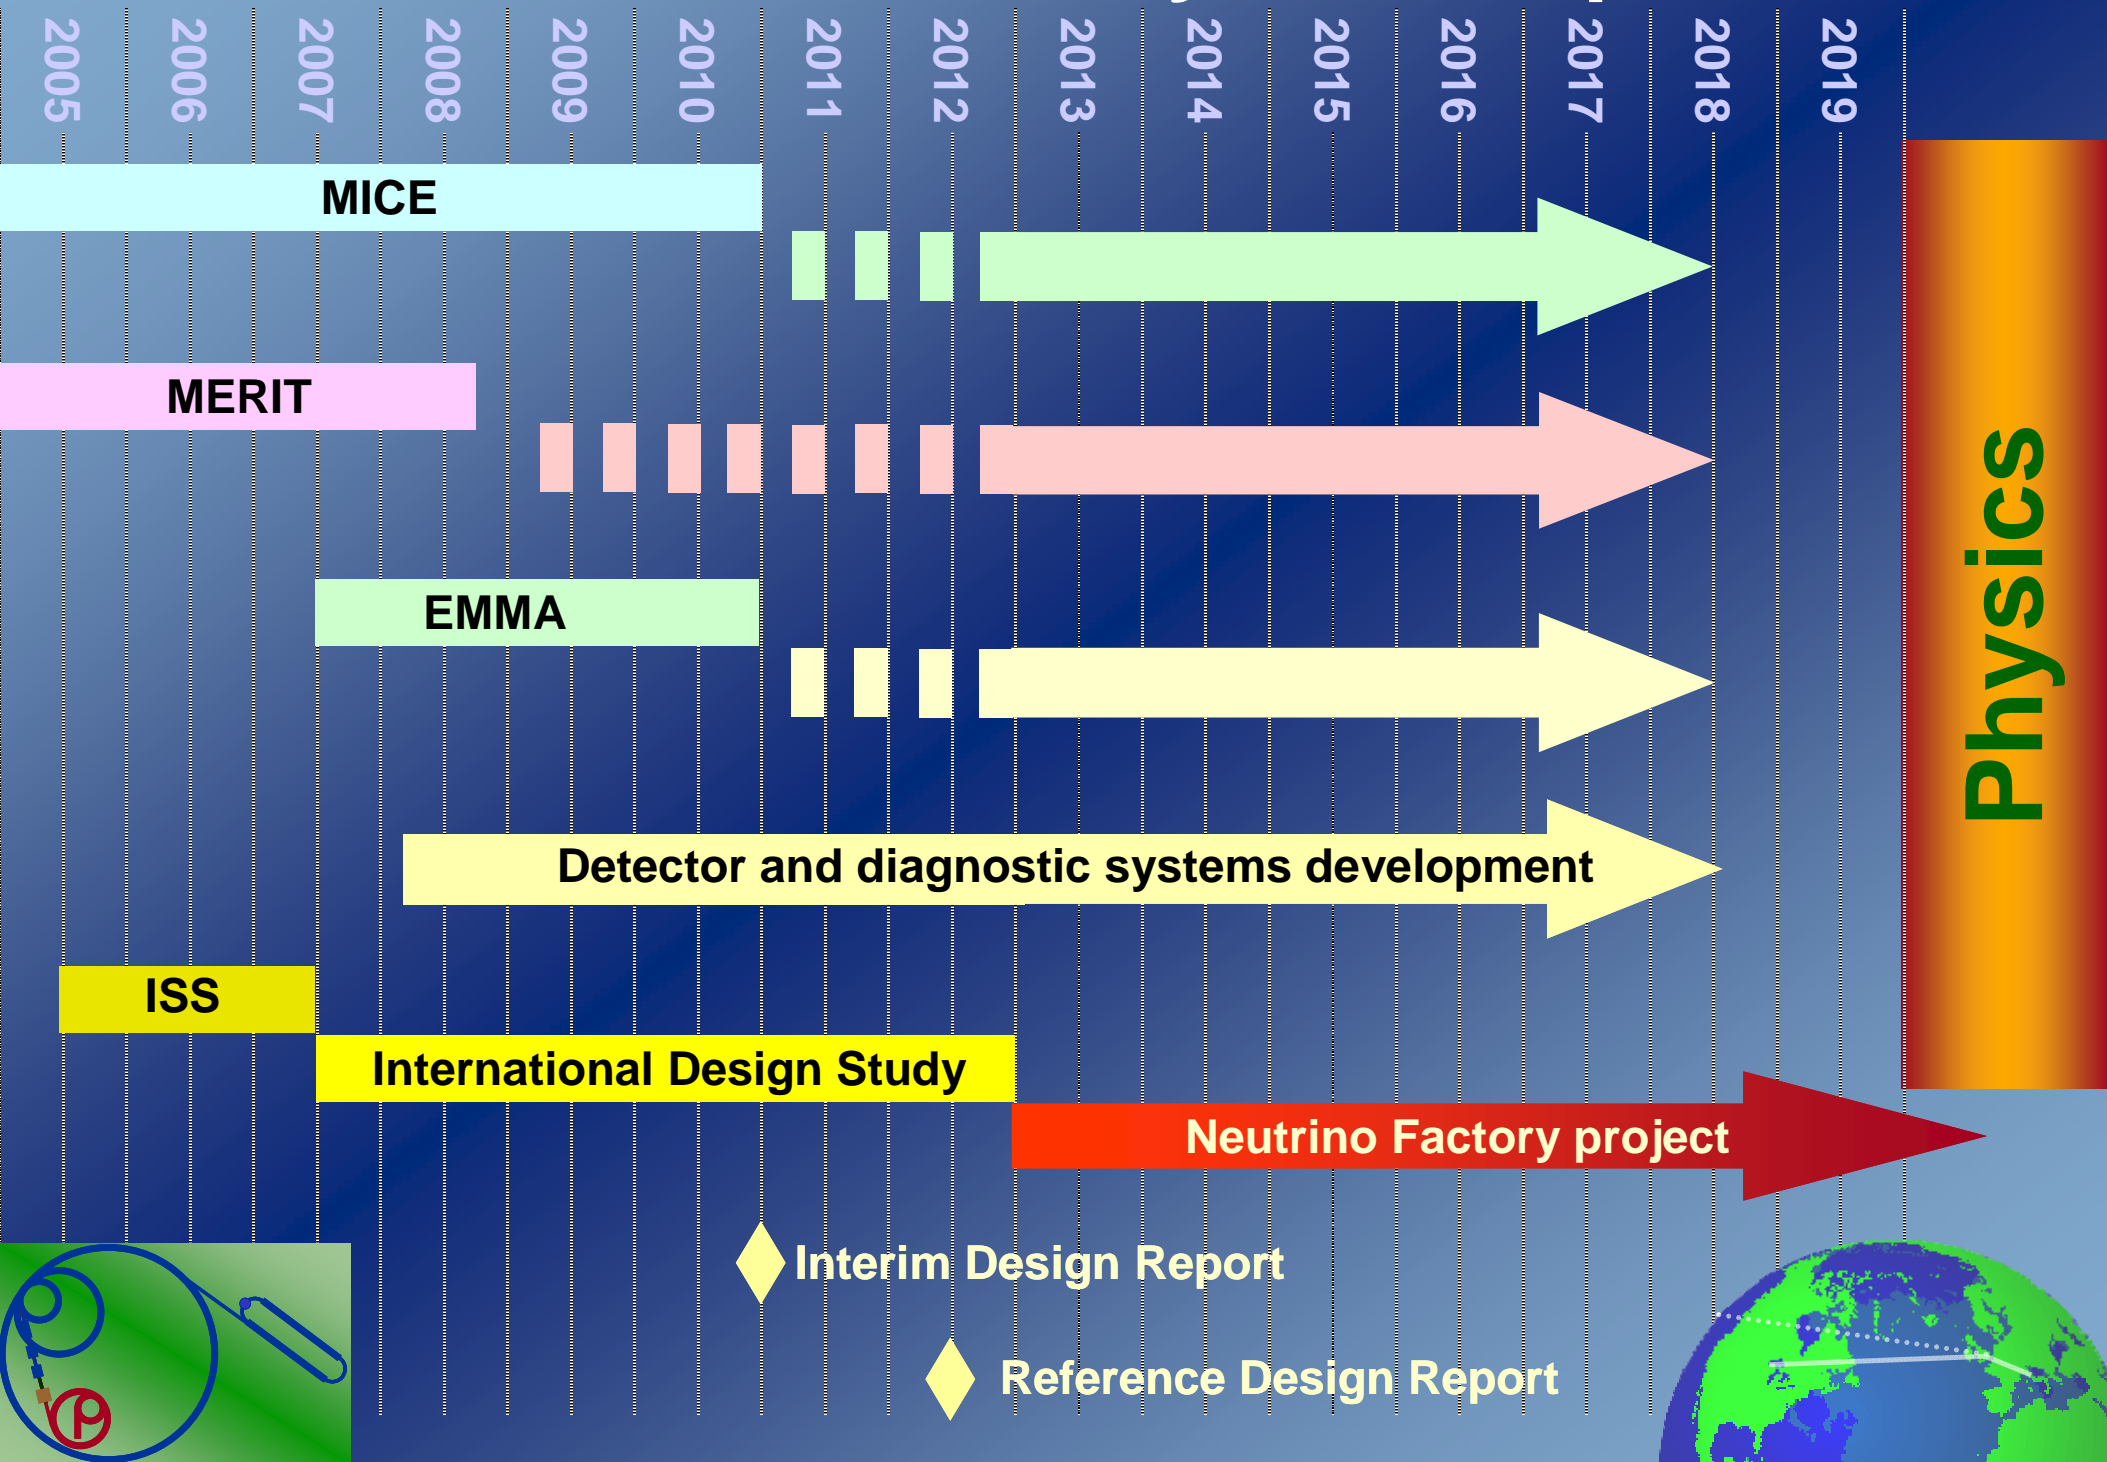 2005
2006
2007
2008
2009
2010
2011
2012
2013
2014
2015
2016
2017
2018
2019
MICE
MERIT
EMMA
Detector and diagnostic systems development
ISS
International Design Study
Neutrino Factory project
Interim Design Report
Reference Design Report
Physics